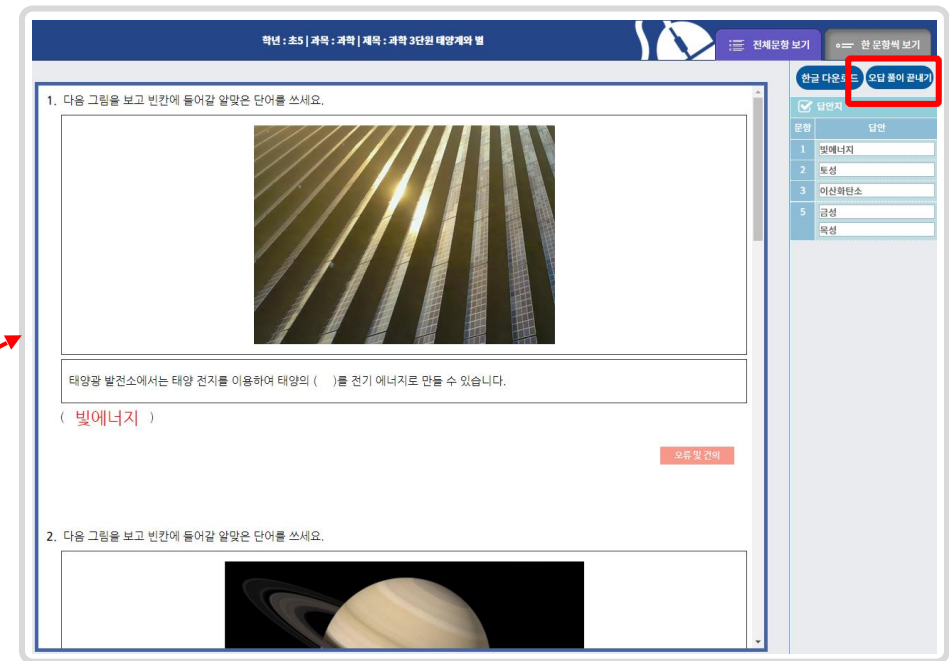 학년 : 초5 | 과목 : 과학 | 제목 : 과학 3단원 태양계와 별
전체문항 보기
한 문항씩 보기
한글 다운로드
오답 풀이 끝내기
답안지
문항 답안
1 빛에너지
2 토성
3 이산화탄소
5 금성
목성
1. 다음 그림을 보고 빈칸에 들어갈 알맞은 단어를 쓰세요.
태양광 발전소에서는 태양 전지를 이용하여 태양의 ( )를 전기 에너지로 만들 수 있습니다.
( 빛에너지 )
오류 및 건의
2. 다음 그림을 보고 빈칸에 들어갈 알맞은 단어를 쓰세요.